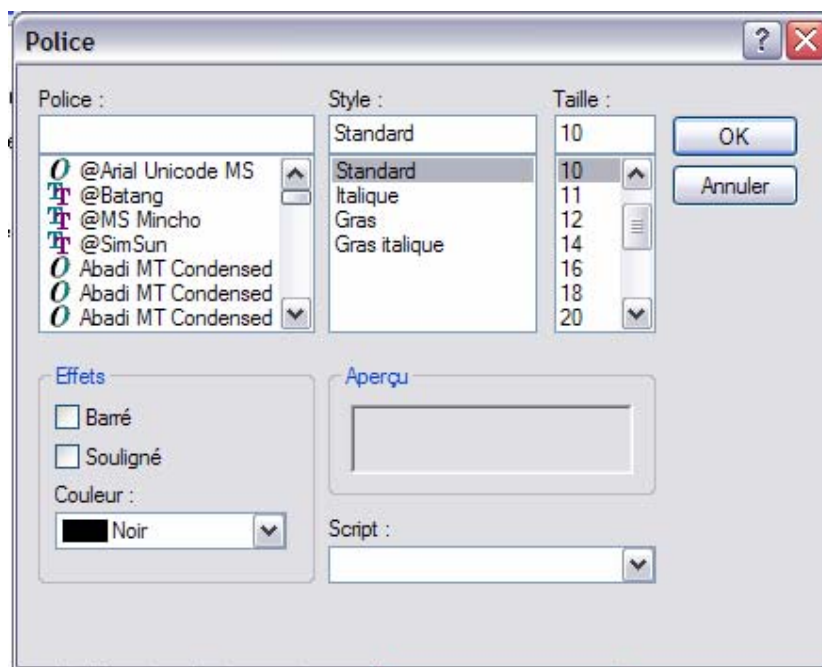 Police
Police :
Style :
Taille :
Standard
10
OK
Annuler
@Arial Unicode MS
@Batang
@MS Mincho
@SimSun
Abadi MT Condensed
Abadi MT Condensed
Abadi MT Condensed
Standard
Italique
Gras
Gras italique
10
11
12
14
16
18
20
Effets
Barré
Souligné
Couleur :
Noir
Aperçu
Script :